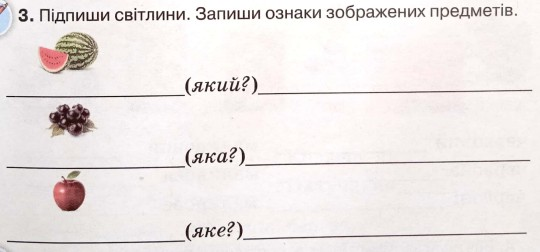 3. Підпиши світлини. Запиши ознаки зображених предметів.
(який?)
(яка?)
(яке?)